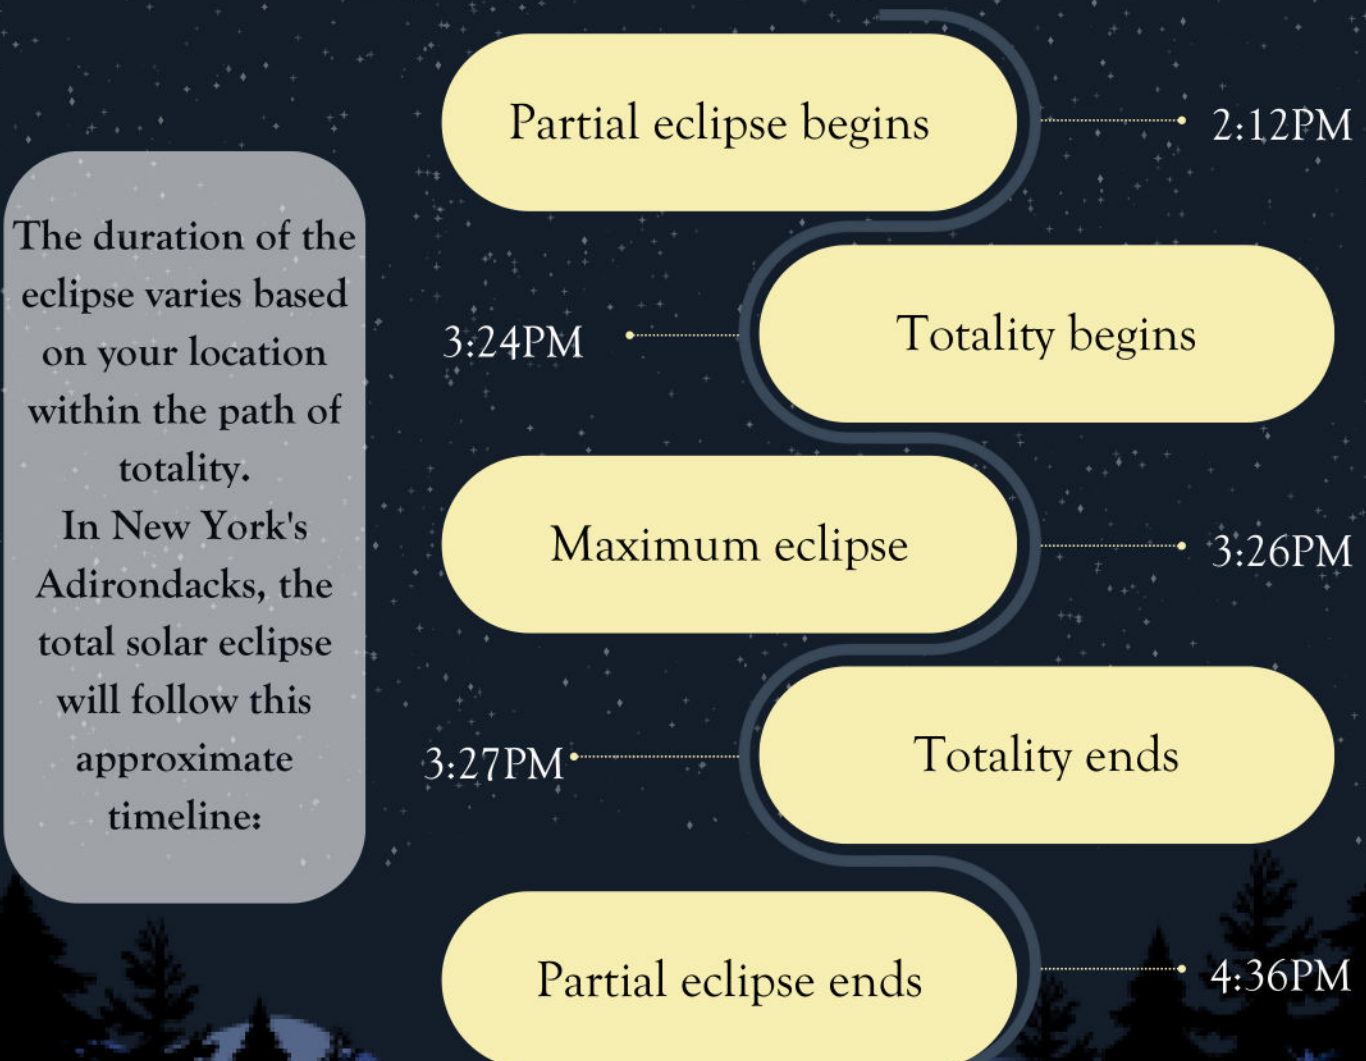 The duration of the
eclipse varies based
on your location
within the path of
totality.
In New York's
Adirondacks, the
total solar eclipse
will follow this
approximate
timeline:
Partial eclipse begins
2:12PM
3:24PM
Totality begins
Maximum eclipse
3:26PM
3:27PM
Totality ends
Partial eclipse ends
4:36PM